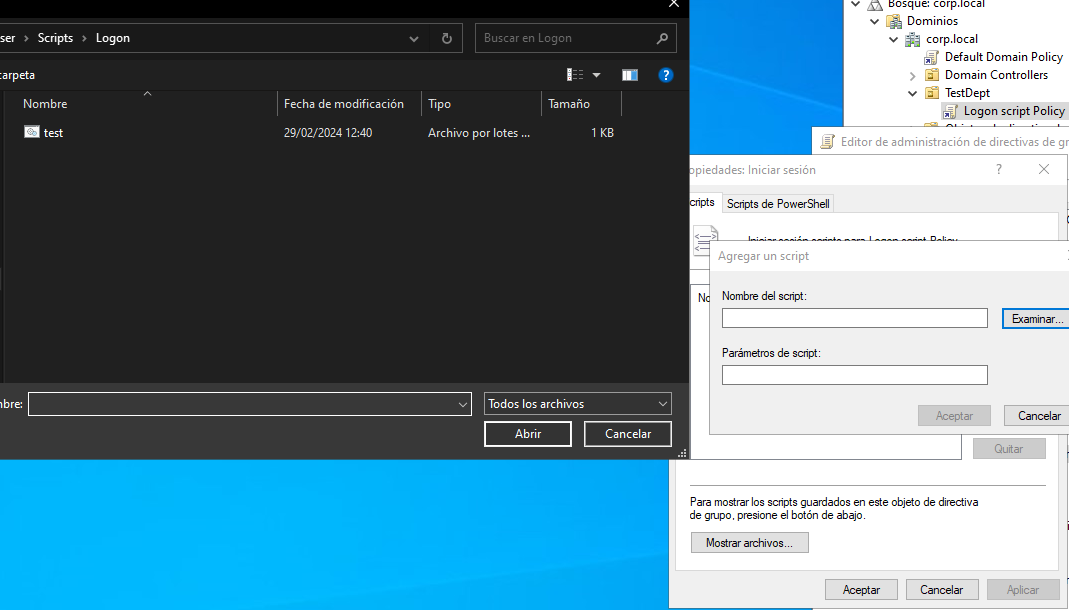 ser > Scripts > Logon
Buscar en Logon
carpeta
Nombre
Fecha de modificación
Tipo
Tamaño
test
29/02/2024 12:40
Archivo por lotes ...
1 KB
bre:
Todos los archivos
Abrir
Cancelar
Bosque: corp.local
Dominios
corp.local
Default Domain Policy
Domain Controllers
TestDept
Logon script Policy
Editor de administración de directivas de gr
opiedades: Iniciar sesión
?
cripts
Scripts de PowerShell
Iniciar sesión scripts para Logon script Policy
No
Agregar un script
Nombre del script:
Examinar...
Parámetros de script:
Aceptar
Cancelar
Quitar
Para mostrar los scripts guardados en este objeto de directiva
de grupo, presione el botón de abajo.
Mostrar archivos...
Aceptar
Cancelar
Aplicar